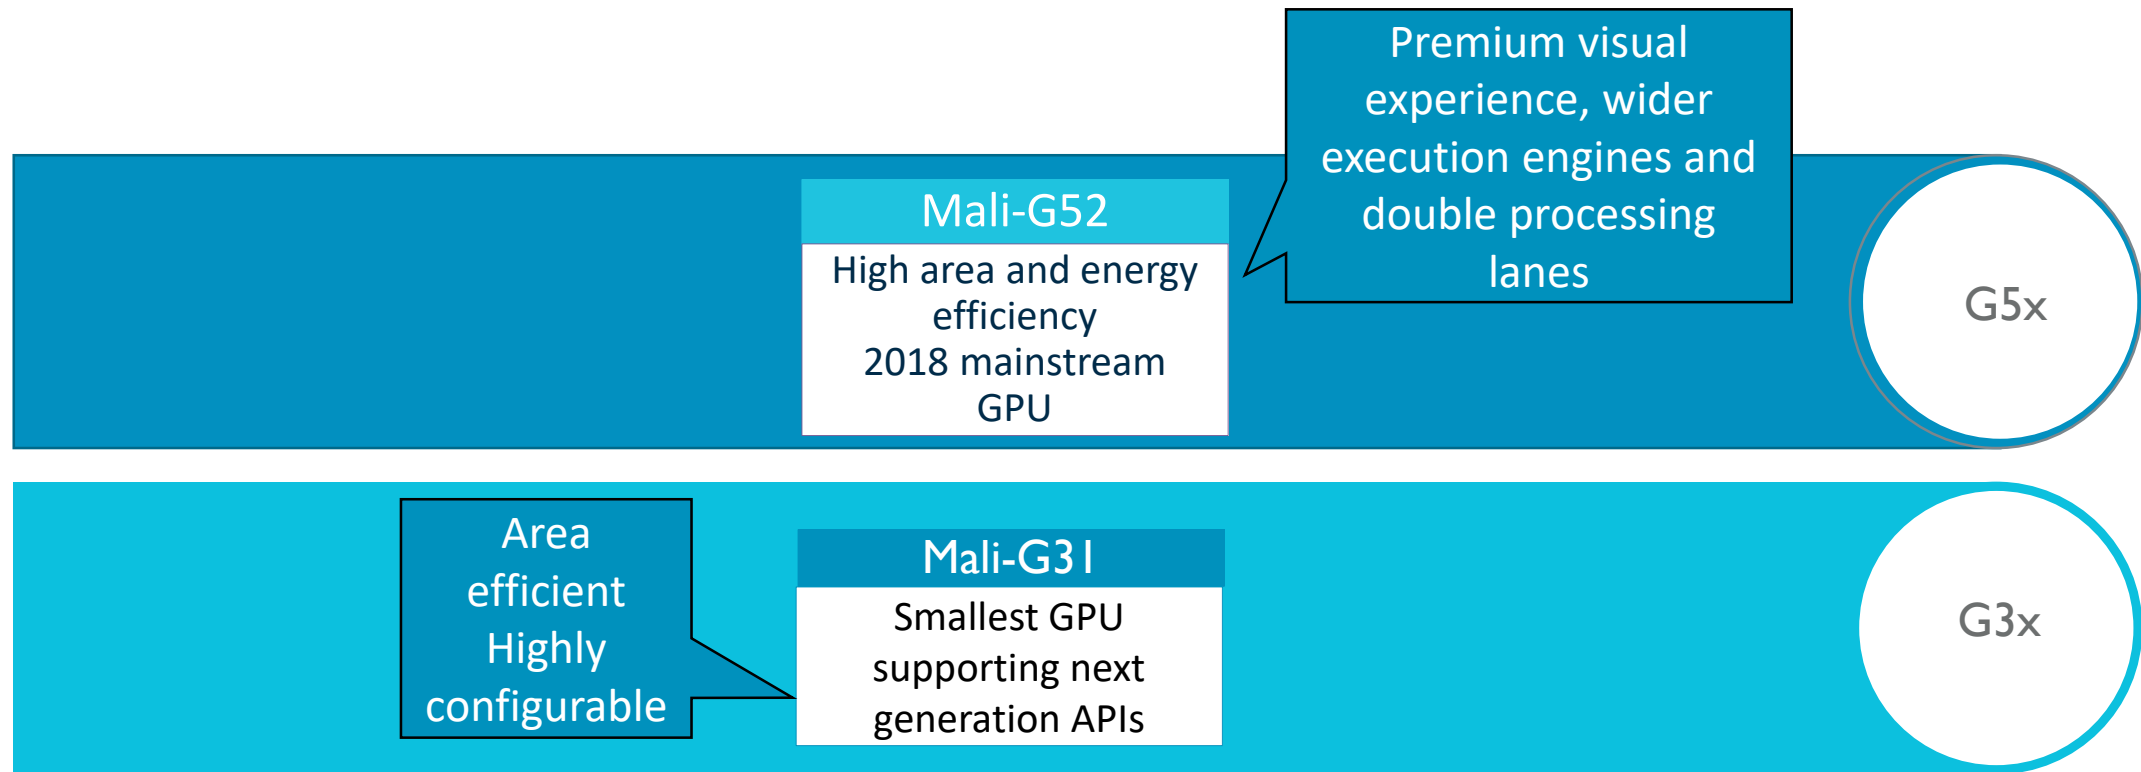 Premium visual
experience, wider
execution engines and
double processing
lanes
Mali-G52
High area and energy
efficiency
2018 mainstream
GPU
G5x
Area
efficient
Highly
configurable
Mali-G31
Smallest GPU
supporting next
generation APIs
G3x